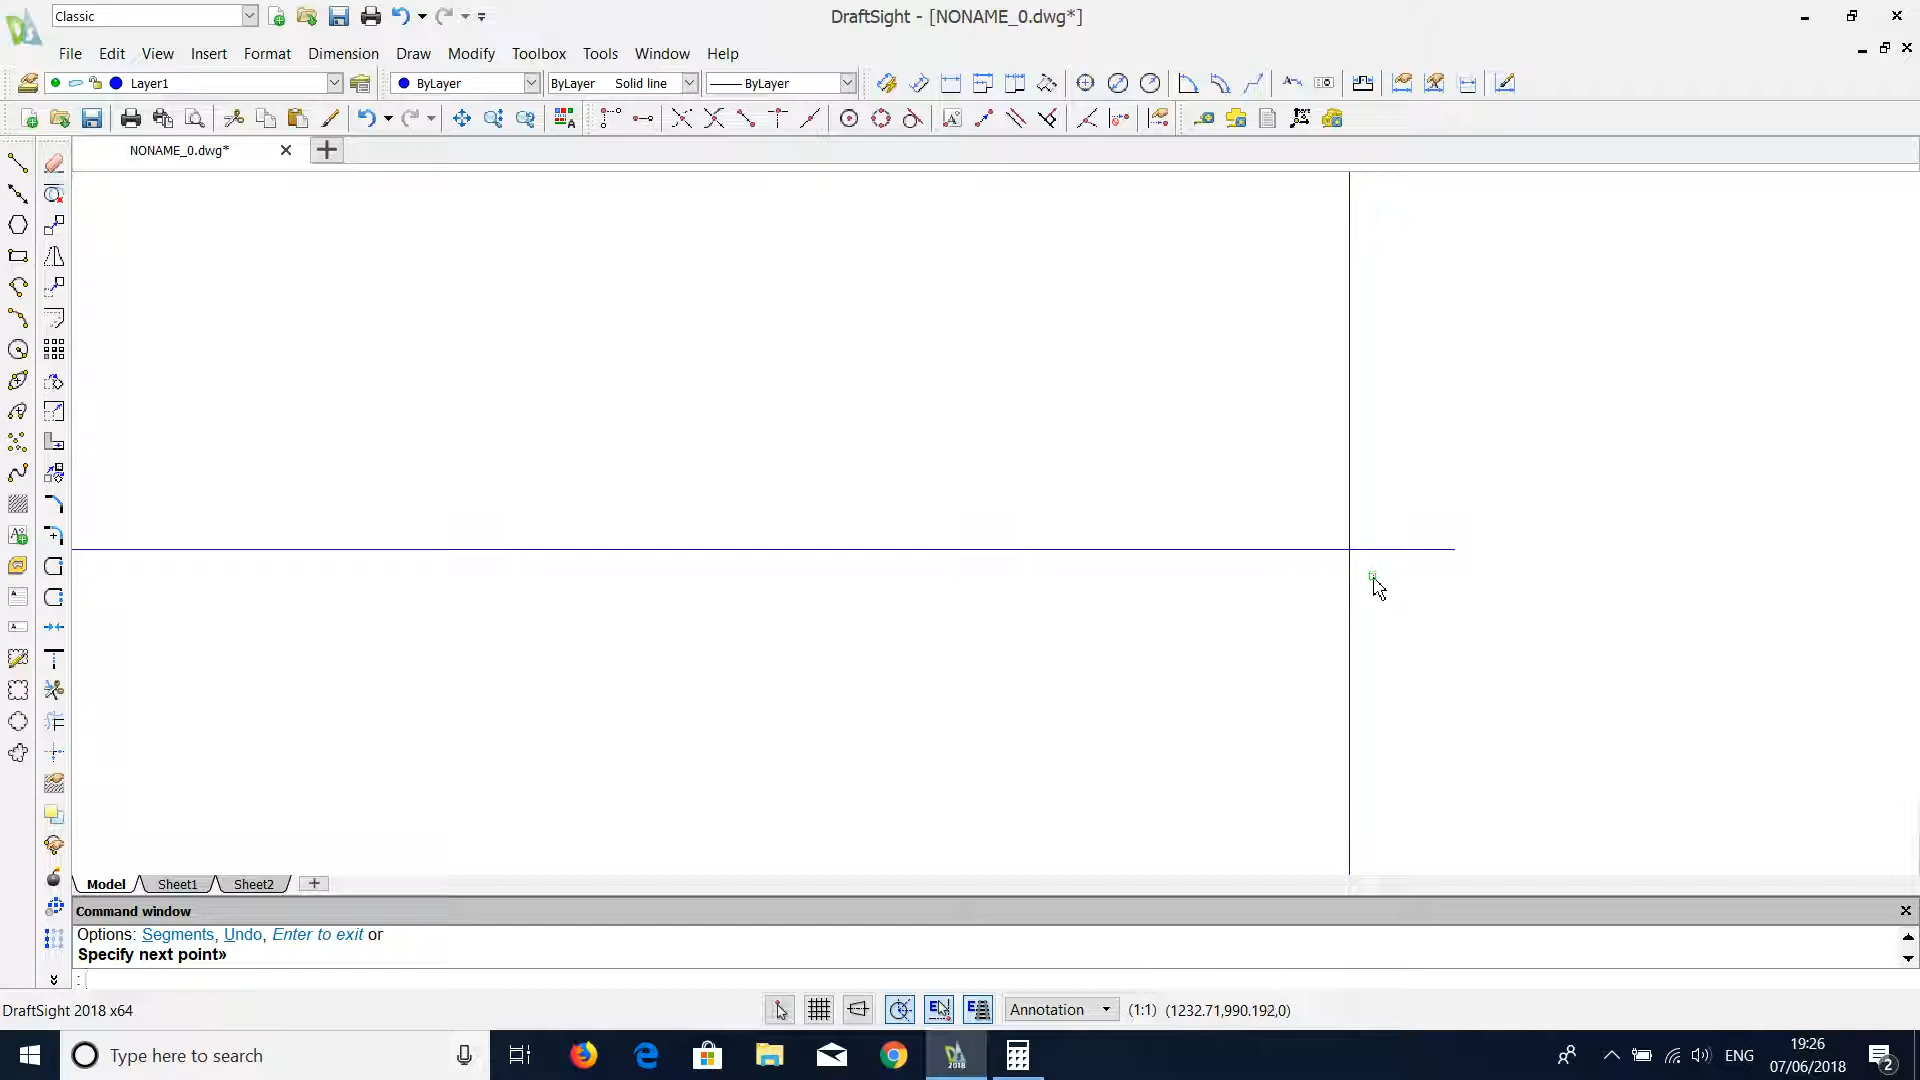 Classic
DraftSight - [NONAME_0.dwg*]
File Edit View Insert Format Dimension Draw Modify Toolbox Tools Window Help
Layer1 ByLayer ByLayer Solid line ByLayer
NONAME_0.dwg*
Model Sheet1 Sheet2
Command window
Options: Segments, Undo, Enter to exit or
Specify next point»
:
DraftSight 2018 x64 Annotation (1:1) (1232.71,990.192,0)
Type here to search 2018 ENG 19:26
07/06/2018 2